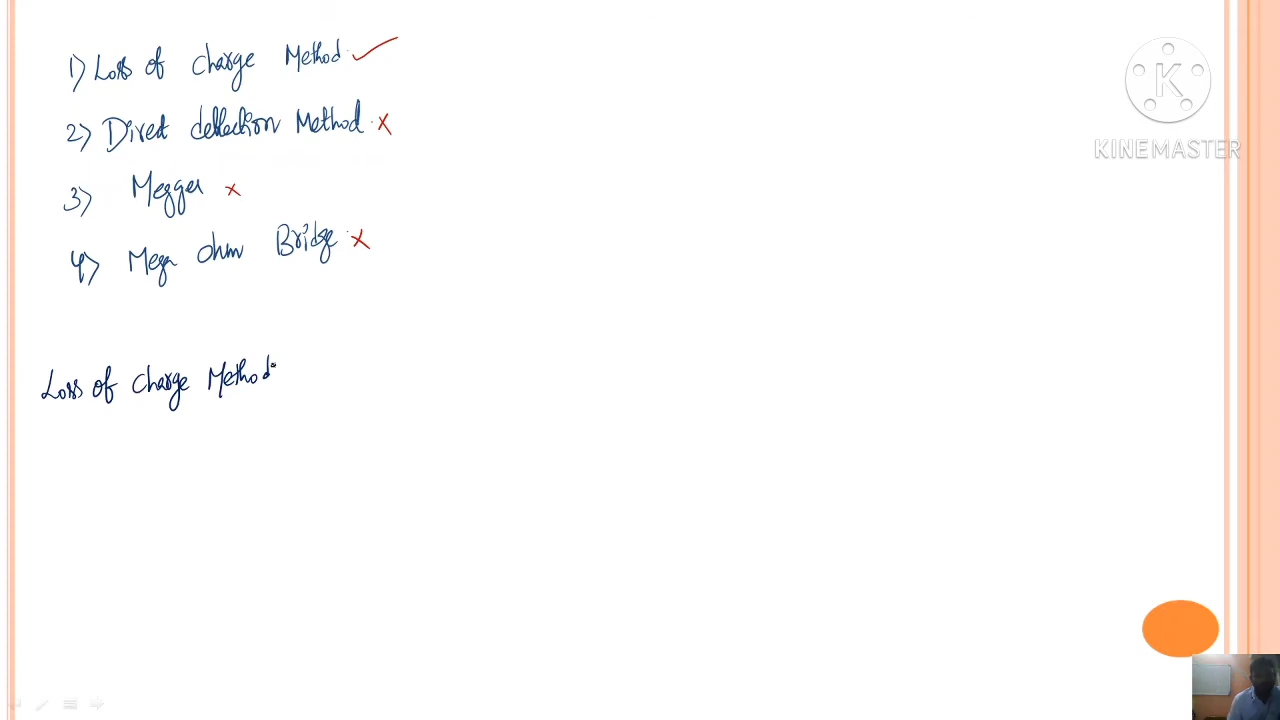 1) Loss of Charge Method ✓
2) Direct deflection Method ×
3) Megger ×
4) Mega ohm Bridge ×
Loss of Charge Method
K
KINEMASTER